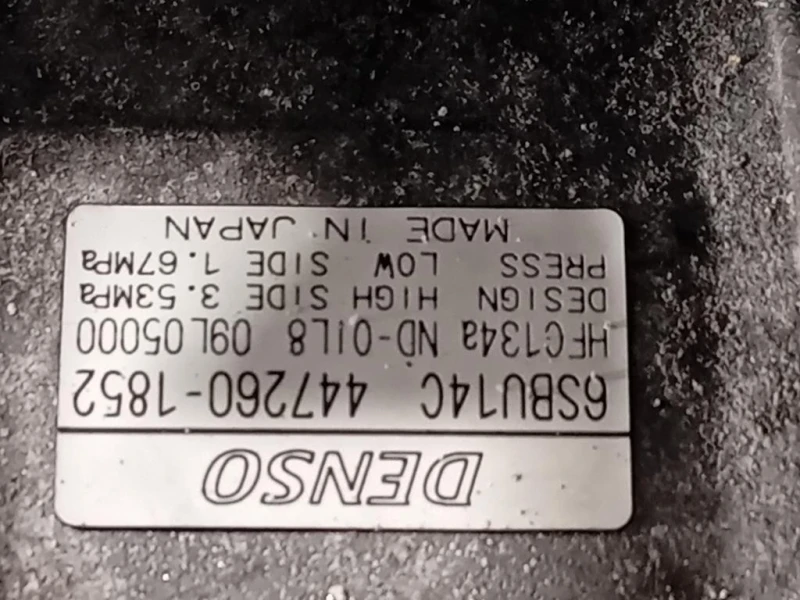 DENSO
6SBU14C 447260-1852
HFC134a ND-OIL8 09L05000
DESIGN HIGH SIDE 3.53MPa
PRESS LOW SIDE 1.67MPa
MADE IN JAPAN